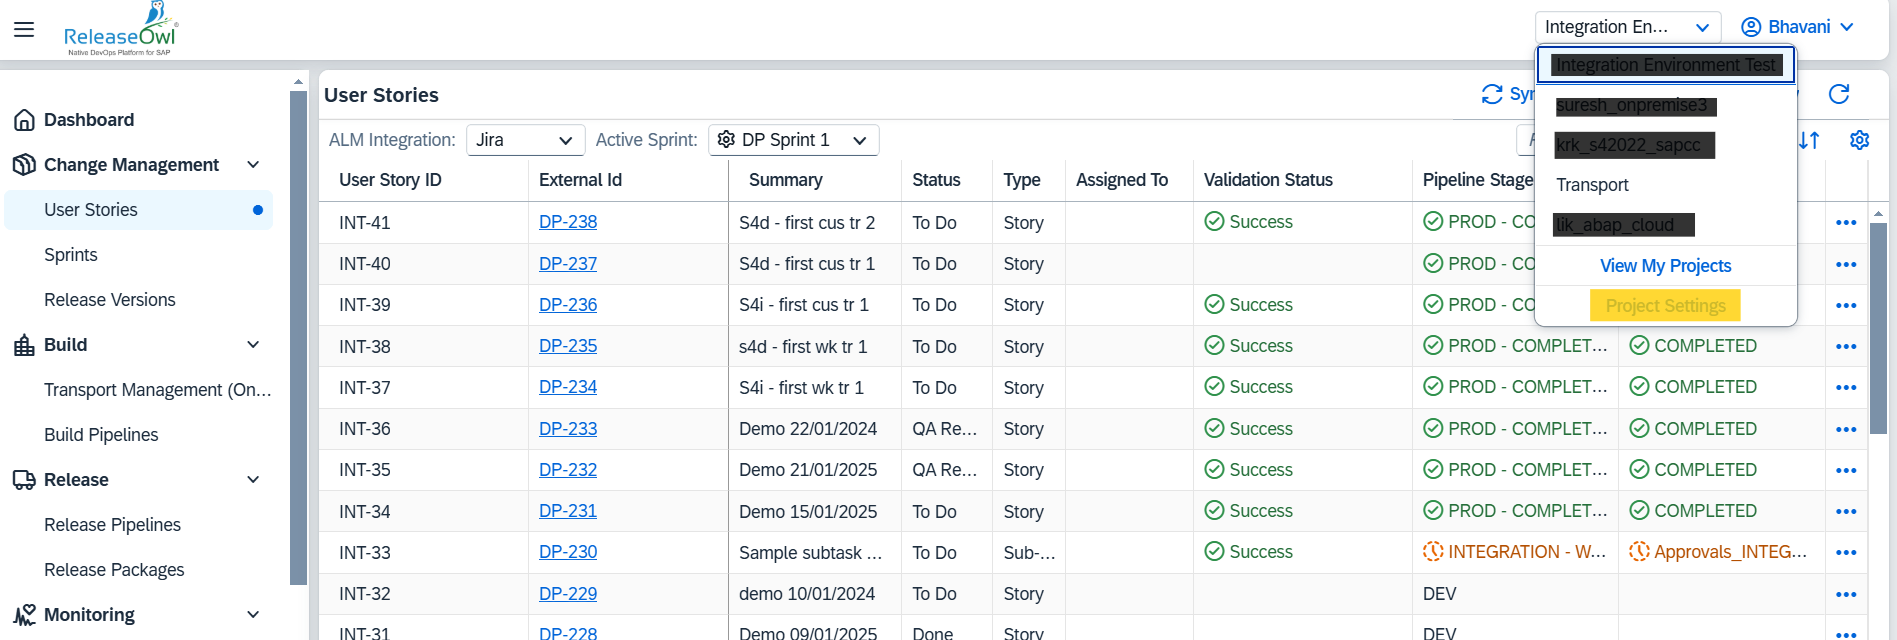 ReleaseOwl
Native DevOps Platform for SAP
Integration En...
Bhavani
Integration Environment Test
suresh_onpremise3
krk_s42022_sapcc
Transport
lik_abap_cloud
View My Projects
Project Settings
Dashboard
Change Management
User Stories
Sprints
Release Versions
Build
Transport Management (On...
Build Pipelines
Release
Release Pipelines
Release Packages
Monitoring
User Stories
ALM Integration: Jira Active Sprint: DP Sprint 1
User Story ID External Id Summary Status Type Assigned To Validation Status Pipeline Stage
INT-41 DP-238 S4d - first cus tr 2 To Do Story Success PROD - CO
INT-40 DP-237 S4d - first cus tr 1 To Do Story PROD - CO
INT-39 DP-236 S4i - first cus tr 1 To Do Story Success PROD - CO
INT-38 DP-235 s4d - first wk tr 1 To Do Story Success PROD - COMPLET... COMPLETED
INT-37 DP-234 S4i - first wk tr 1 To Do Story Success PROD - COMPLET... COMPLETED
INT-36 DP-233 Demo 22/01/2024 QA Re... Story Success PROD - COMPLET... COMPLETED
INT-35 DP-232 Demo 21/01/2025 QA Re... Story Success PROD - COMPLET... COMPLETED
INT-34 DP-231 Demo 15/01/2025 To Do Story Success PROD - COMPLET... COMPLETED
INT-33 DP-230 Sample subtask ... To Do Sub-... Success INTEGRATION - W... Approvals_INTEG...
INT-32 DP-229 demo 10/01/2024 To Do Story DEV
INT-31 DP-228 Demo 09/01/2025 Done Story DEV